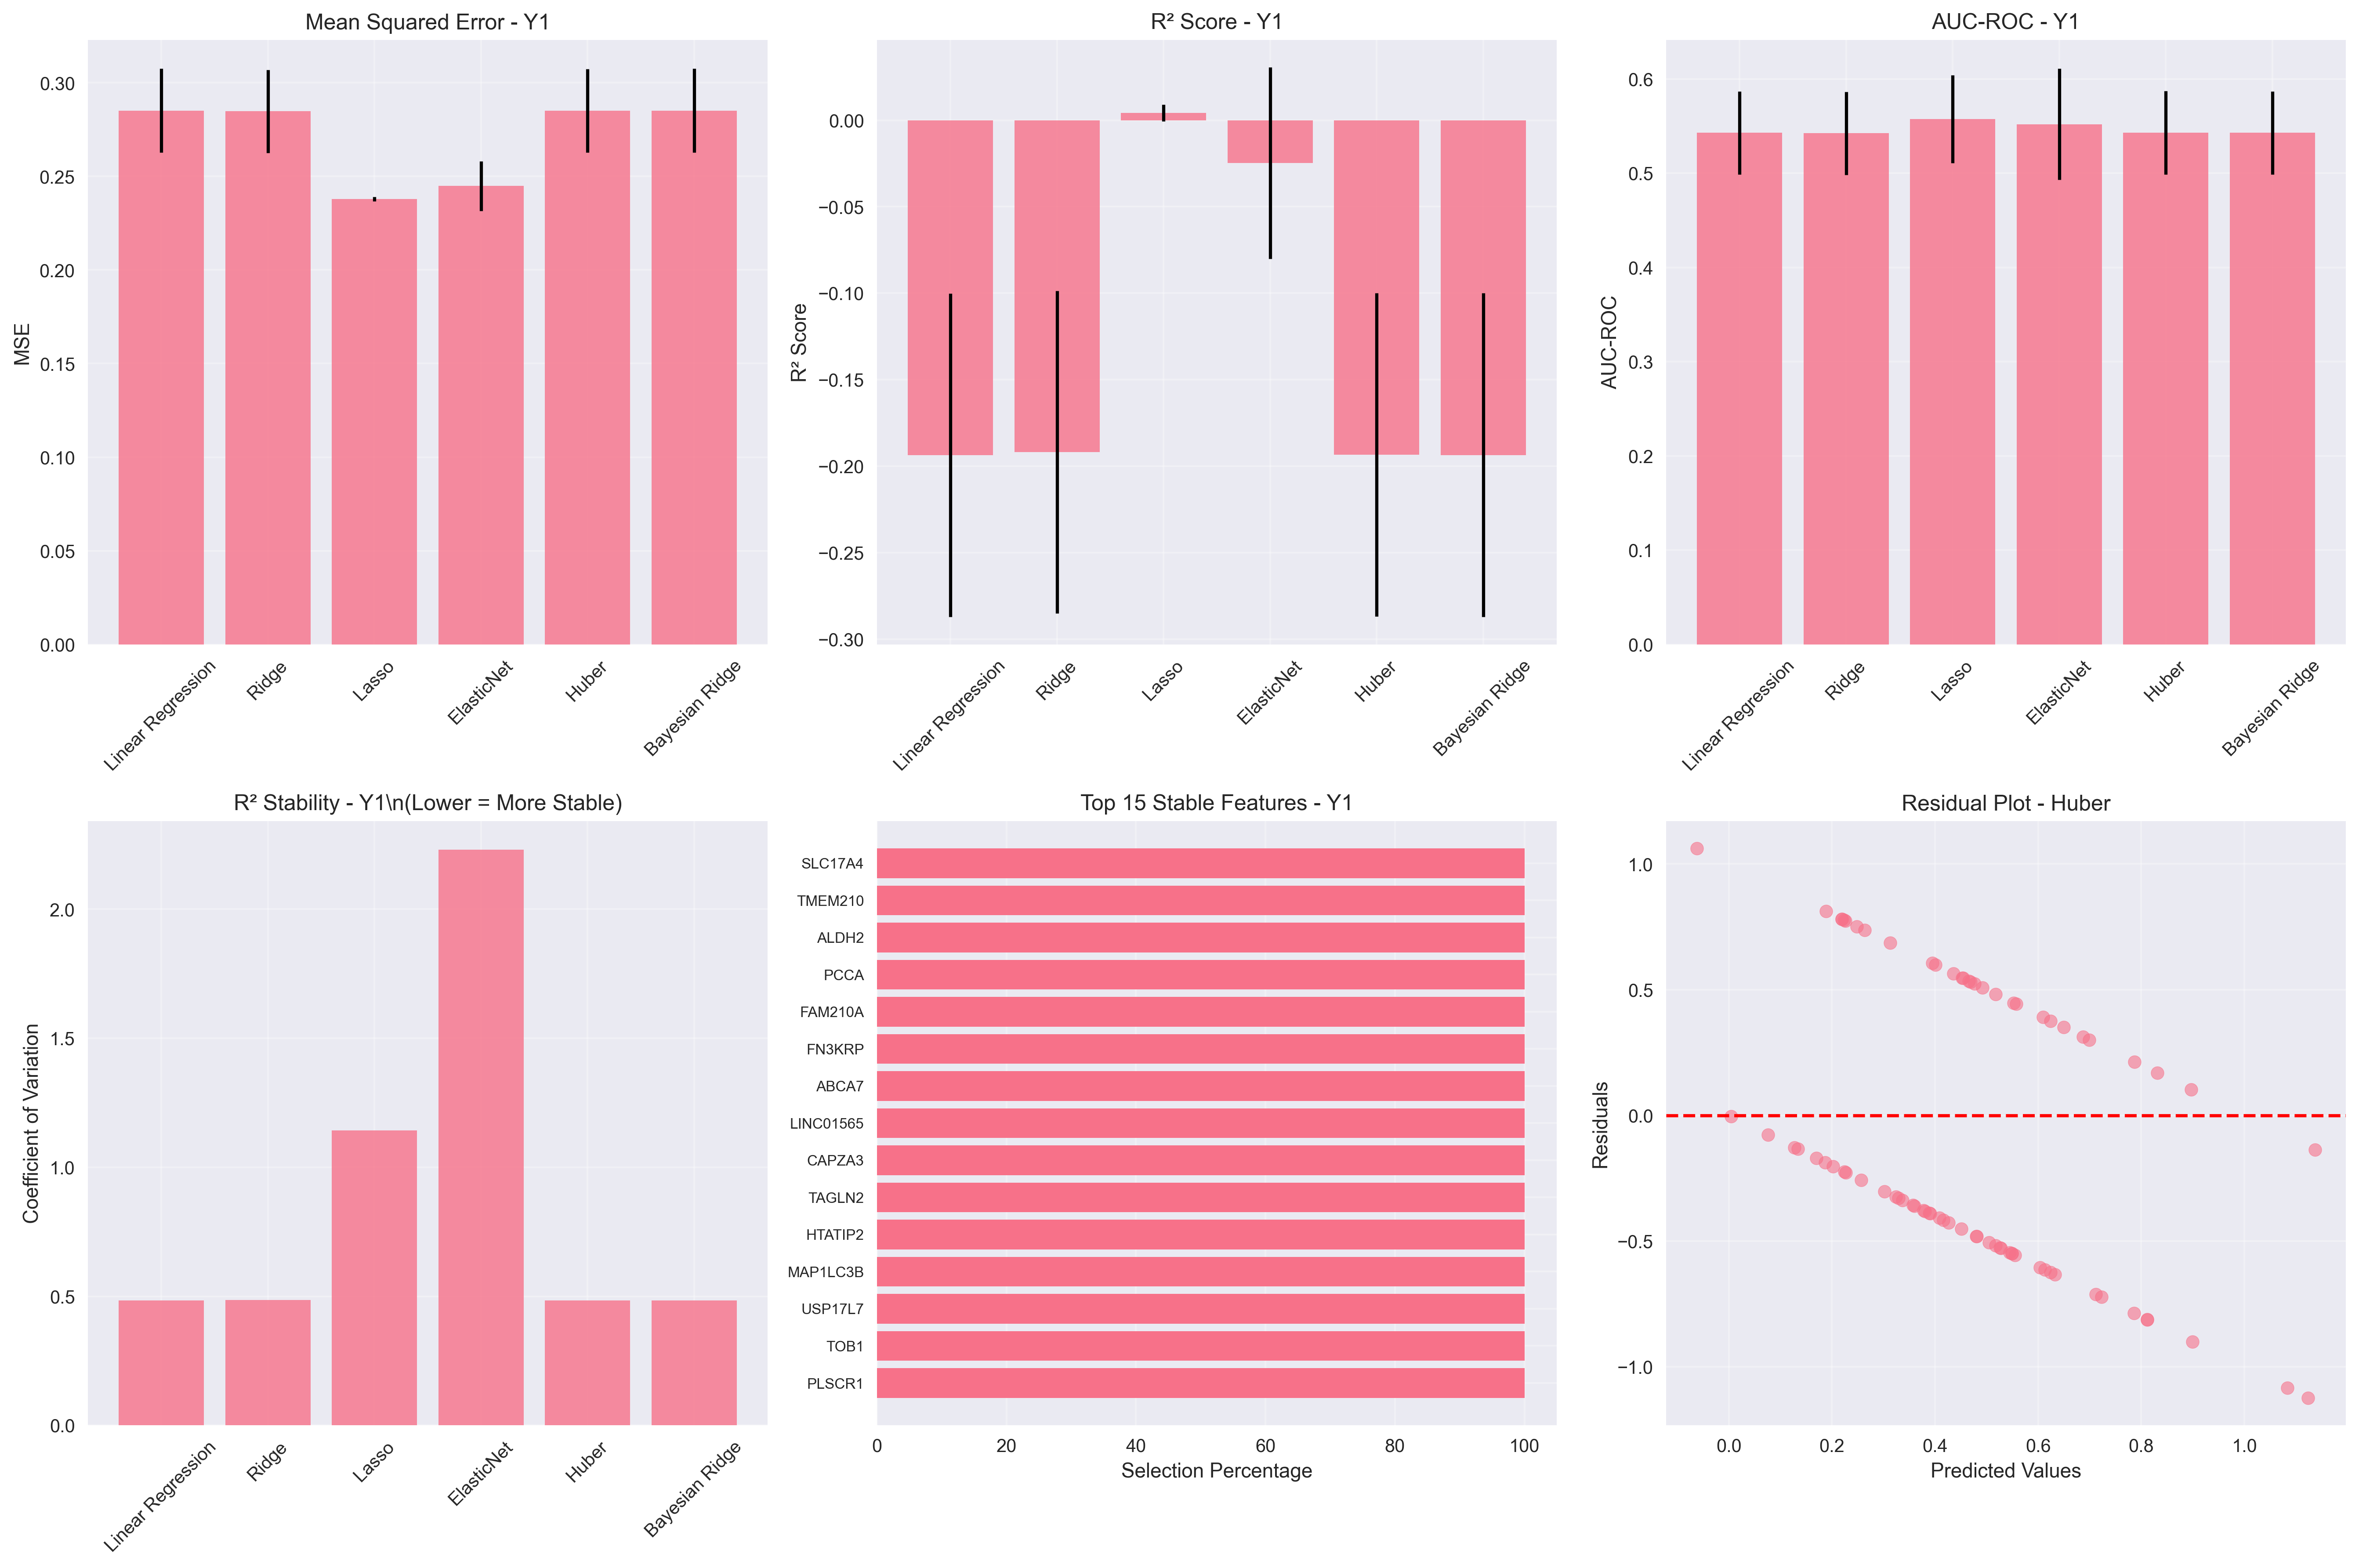 Mean Squared Error - Y1
MSE
0.30
0.25
0.20
0.15
0.10
0.05
0.00
Linear Regression
Ridge
Lasso
ElasticNet
Huber
Bayesian Ridge
R² Score - Y1
R² Score
0.00
−0.05
−0.10
−0.15
−0.20
−0.25
−0.30
Linear Regression
Ridge
Lasso
ElasticNet
Huber
Bayesian Ridge
AUC-ROC - Y1
AUC-ROC
0.6
0.5
0.4
0.3
0.2
0.1
0.0
Linear Regression
Ridge
Lasso
ElasticNet
Huber
Bayesian Ridge
R² Stability - Y1\n(Lower = More Stable)
Coefficient of Variation
2.0
1.5
1.0
0.5
0.0
Linear Regression
Ridge
Lasso
ElasticNet
Huber
Bayesian Ridge
Top 15 Stable Features - Y1
SLC17A4
TMEM210
ALDH2
PCCA
FAM210A
FN3KRP
ABCA7
LINC01565
CAPZA3
TAGLN2
HTATIP2
MAP1LC3B
USP17L7
TOB1
PLSCR1
0 20 40 60 80 100
Selection Percentage
Residual Plot - Huber
Residuals
1.0
0.5
0.0
−0.5
−1.0
0.0 0.2 0.4 0.6 0.8 1.0
Predicted Values